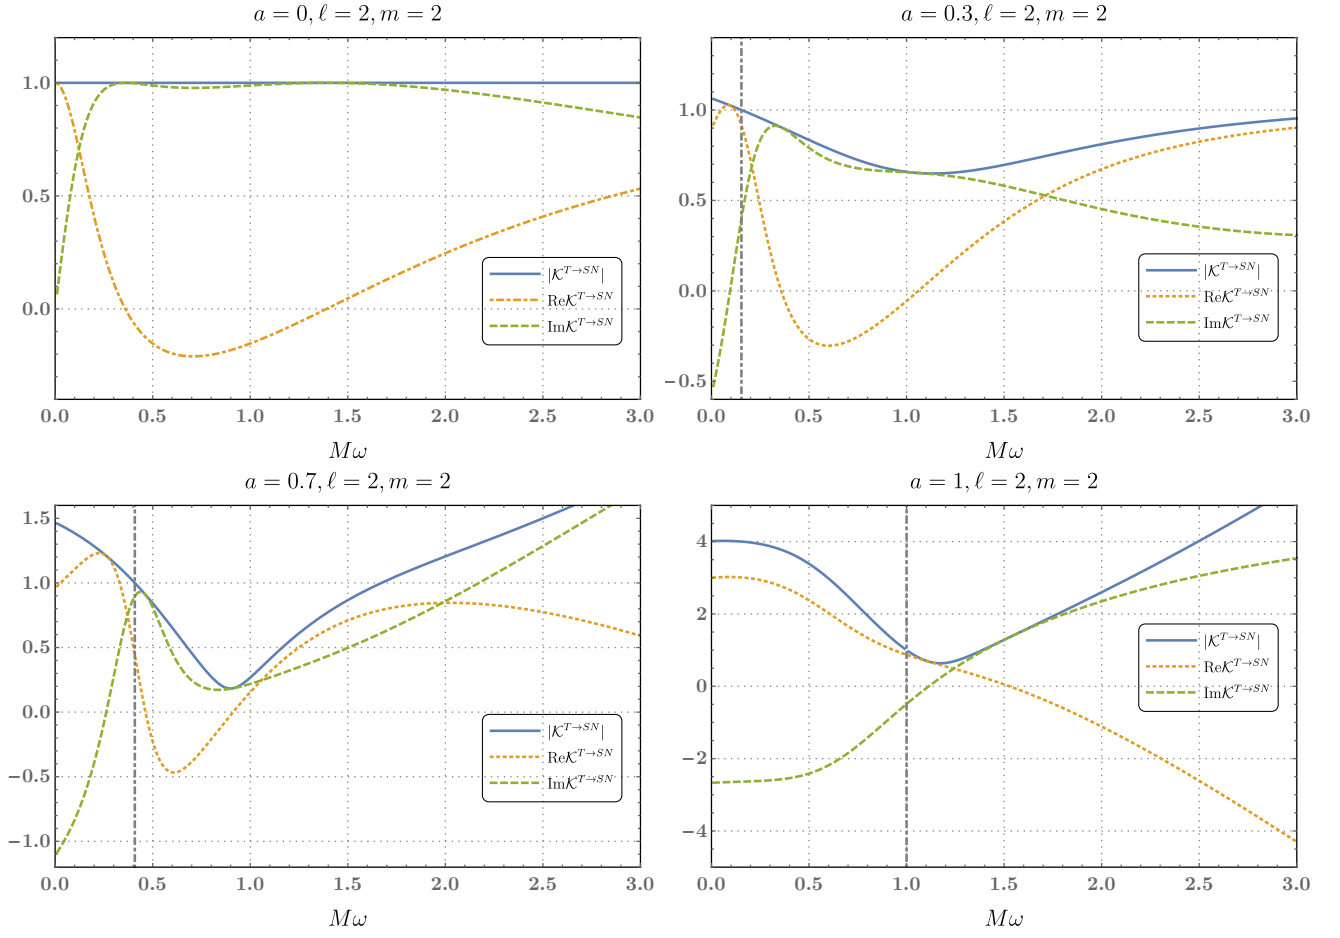 a = 0, ℓ = 2, m = 2
1.0
0.5
0.0
|𝒦^{T→SN}|
Re𝒦^{T→SN}
Im𝒦^{T→SN}
0.0 0.5 1.0 1.5 2.0 2.5 3.0
Mω
a = 0.3, ℓ = 2, m = 2
1.0
0.5
0.0
−0.5
|𝒦^{T→SN}|
Re𝒦^{T→SN}
Im𝒦^{T→SN}
0.0 0.5 1.0 1.5 2.0 2.5 3.0
Mω
a = 0.7, ℓ = 2, m = 2
1.5
1.0
0.5
0.0
−0.5
−1.0
|𝒦^{T→SN}|
Re𝒦^{T→SN}
Im𝒦^{T→SN}
0.0 0.5 1.0 1.5 2.0 2.5 3.0
Mω
a = 1, ℓ = 2, m = 2
4
2
0
−2
−4
|𝒦^{T→SN}|
Re𝒦^{T→SN}
Im𝒦^{T→SN}
0.0 0.5 1.0 1.5 2.0 2.5 3.0
Mω